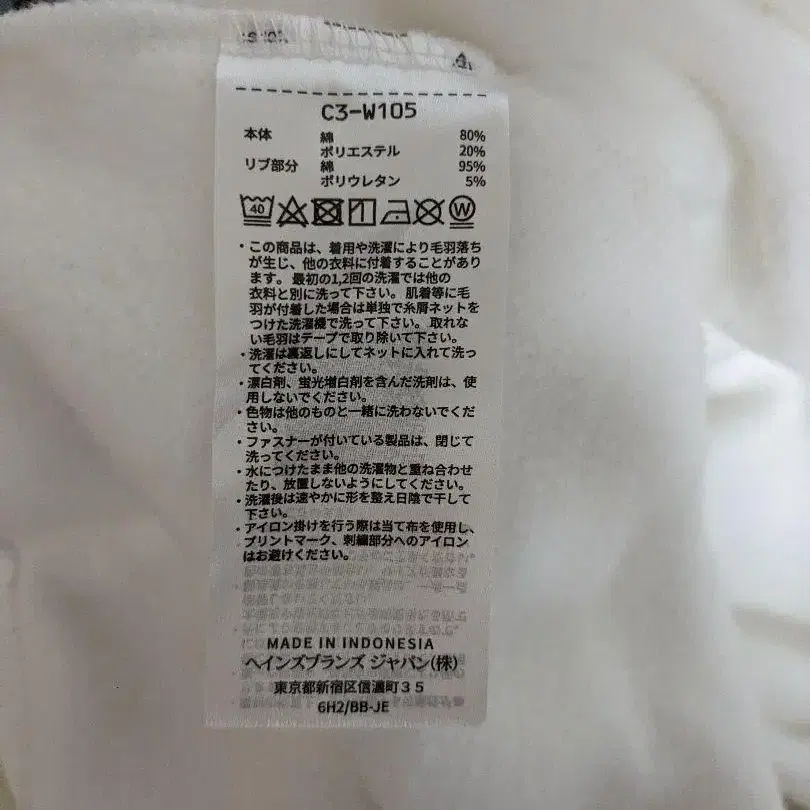 C3-W105
本体 綿 80%
ポリエステル 20%
リブ部分 綿 95%
ポリウレタン 5%
40 W
・この商品は、着用や洗濯により毛羽落ち
が生じ、他の衣料に付着することがあり
ます。最初の1,2回の洗濯では他の
衣料と別に洗って下さい。肌着等に毛
羽が付着した場合は単独で糸屑ネットを
つけた洗濯機で洗って下さい。取れな
い毛羽はテープで取り除いて下さい。
・洗濯は裏返しにしてネットに入れて洗っ
てください。
・漂白剤、蛍光増白剤を含んだ洗剤は、使
用しないでください。
・色物は他のものと一緒に洗わないでくだ
さい。
・ファスナーが付いている製品は、閉じて
洗ってください。
・水につけたまま他の洗濯物と重ね合わせ
たり、放置しないようにしてください。
・洗濯後は速やかに形を整え日陰で干して
下さい。
・アイロン掛けを行う際は当て布を使用し、
プリントマーク、刺繍部分へのアイロン
はお避けください。
MADE IN INDONESIA
ヘインズブランズ ジャパン(株)
東京都新宿区信濃町35
6H2/BB-JE